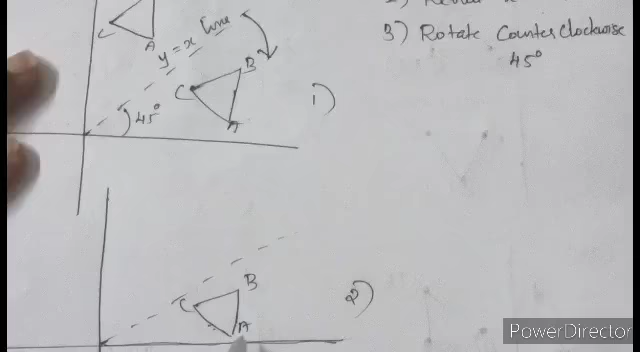 C
A
y=x line
3) Rotate Counter Clockwise
45°
C B
A
45°
1)
C B
A
2)
PowerDirector